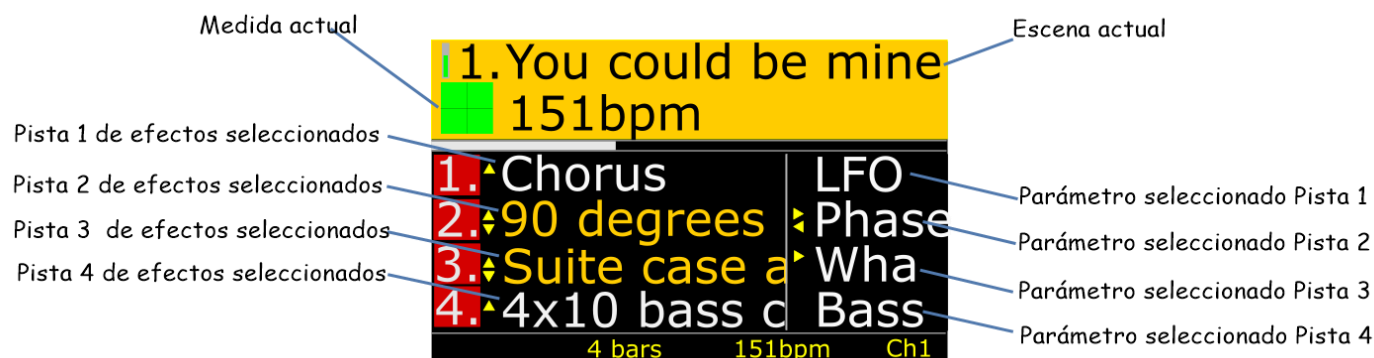 Medida actual
Escena actual
1.You could be mine
151bpm
Pista 1 de efectos seleccionados
1. Chorus LFO
Parámetro seleccionado Pista 1
Pista 2 de efectos seleccionados
2. 90 degrees Phase
Parámetro seleccionado Pista 2
Pista 3 de efectos seleccionados
3. Suite case a Wha
Parámetro seleccionado Pista 3
Pista 4 de efectos seleccionados
4. 4x10 bass c Bass
Parámetro seleccionado Pista 4
4 bars 151bpm Ch1